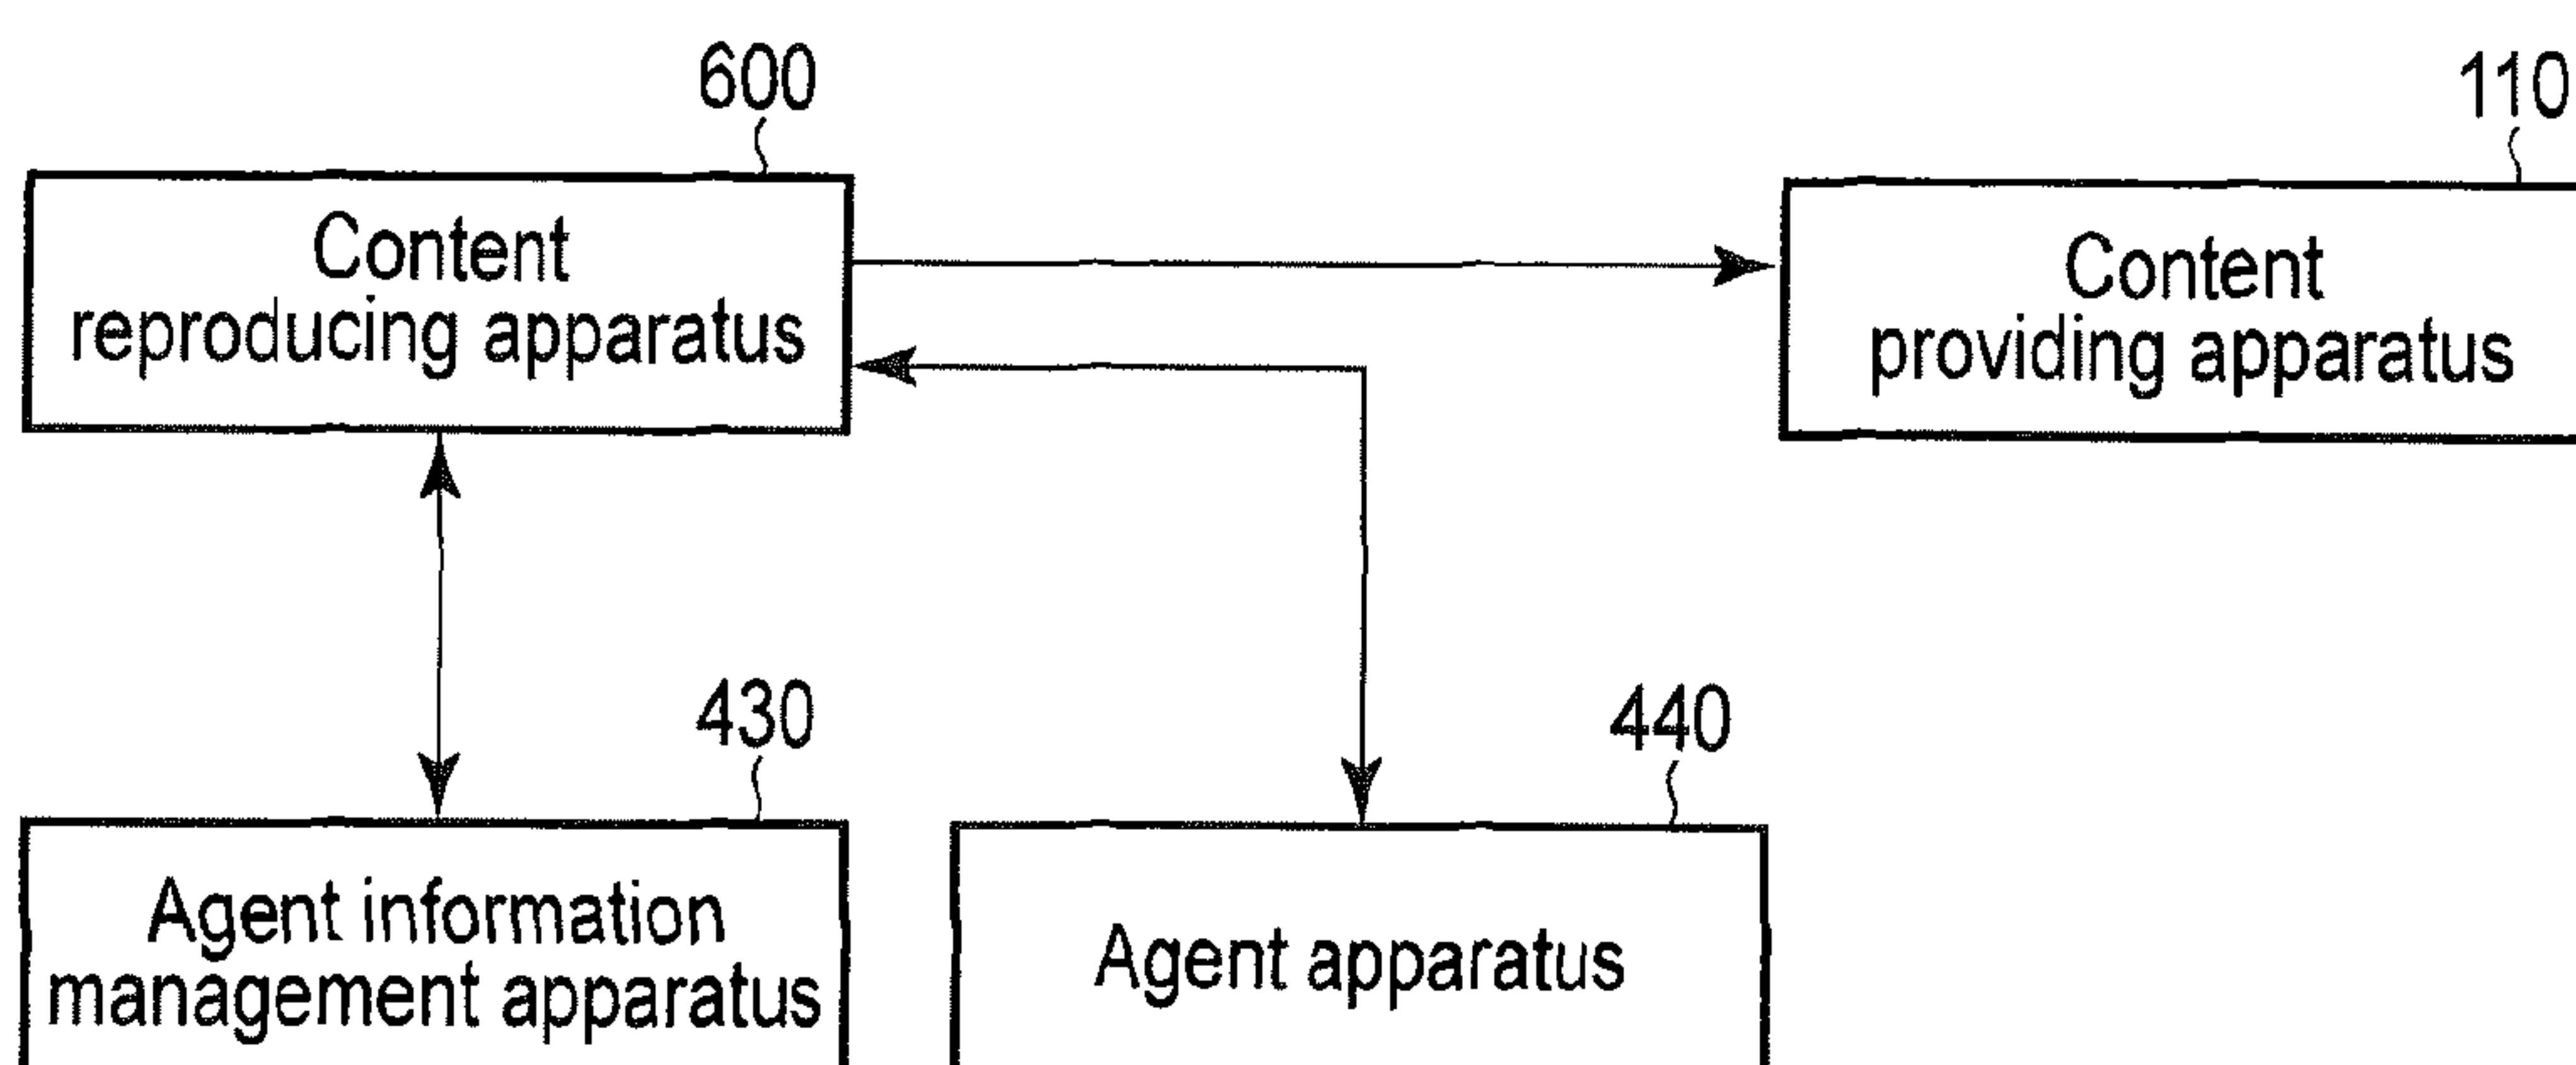 600
110
Content
reproducing apparatus
Content
providing apparatus
430
440
Agent information
management apparatus
Agent apparatus